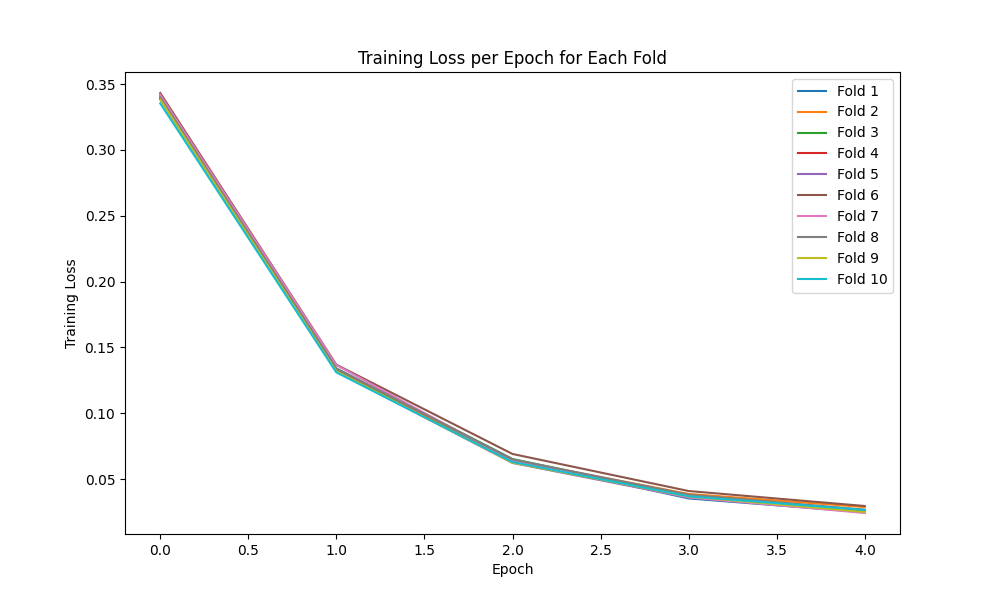 Training Loss per Epoch for Each Fold
Training Loss
0.35
0.30
0.25
0.20
0.15
0.10
0.05
0.0 0.5 1.0 1.5 2.0 2.5 3.0 3.5 4.0
Epoch
Fold 1
Fold 2
Fold 3
Fold 4
Fold 5
Fold 6
Fold 7
Fold 8
Fold 9
Fold 10